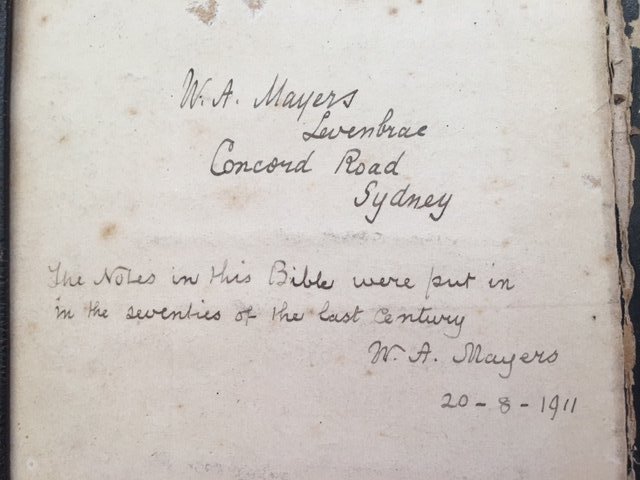 W. A. Mayers
Levenbrae
Concord Road
Sydney
The Notes in this Bible were put in
in the seventies of the last Century
W. A. Mayers
20 - 8 - 1911